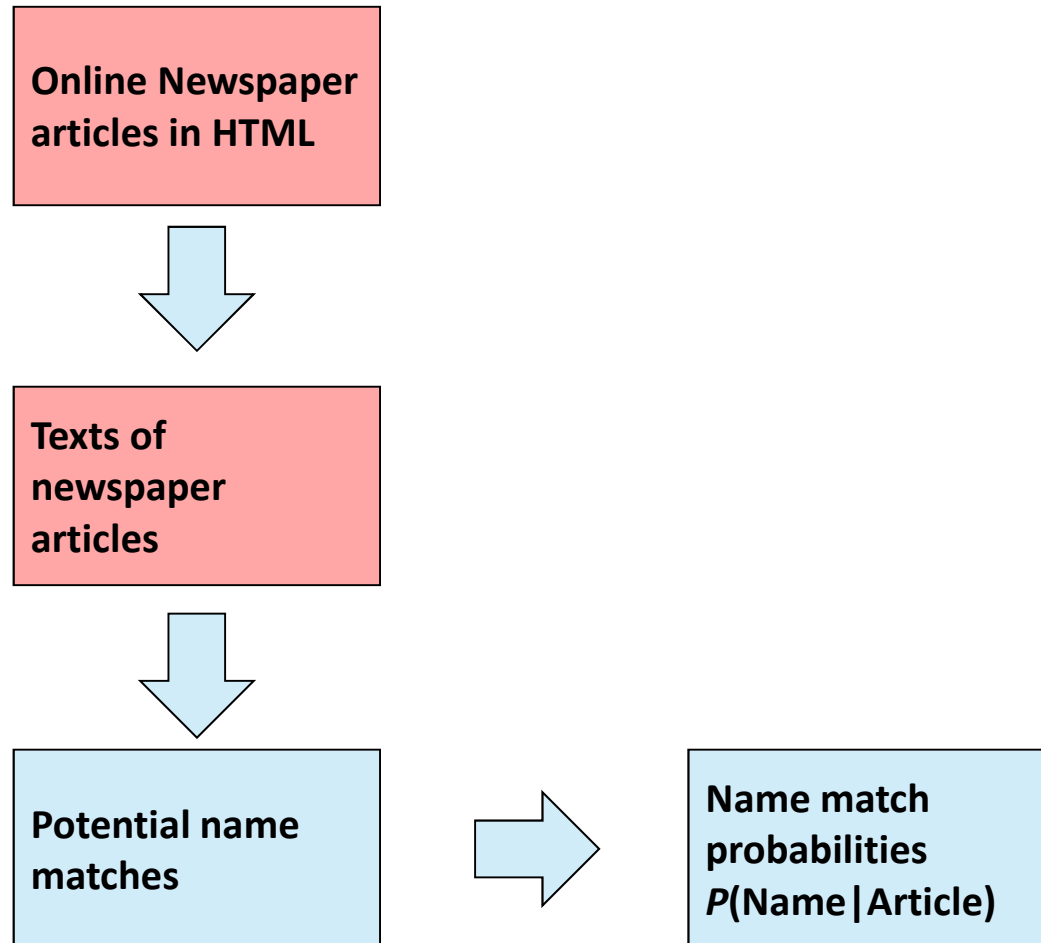 Online Newspaper
articles in HTML
Texts of
newspaper
articles
Potential name
matches
Name match
probabilities
P(Name|Article)